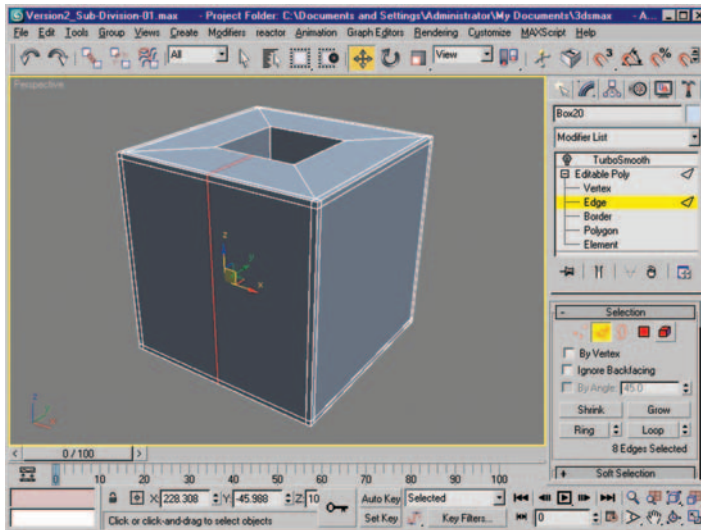 Version2_Sub-Division-01.max - Project Folder: C:\Documents and Settings\Administrator\My Documents\3dsmax - A...
File Edit Tools Group Views Create Modifiers reactor Animation Graph Editors Rendering Customize MAXScript Help
All View
Perspective
Box20
Modifier List
TurboSmooth
Editable Poly
Vertex
Edge
Border
Polygon
Element
z
y
x
- Selection
By Vertex
Ignore Backfacing
By Angle: 45.0
Shrink Grow
Ring Loop
8 Edges Selected
+ Soft Selection
< 0 / 100 >
0 10 20 30 40 50 60 70 80 90 100
X: 228.308 Y: -45.988 Z: 10
Auto Key Selected
Click or click-and-drag to select objects
Set Key Key Filters... 0